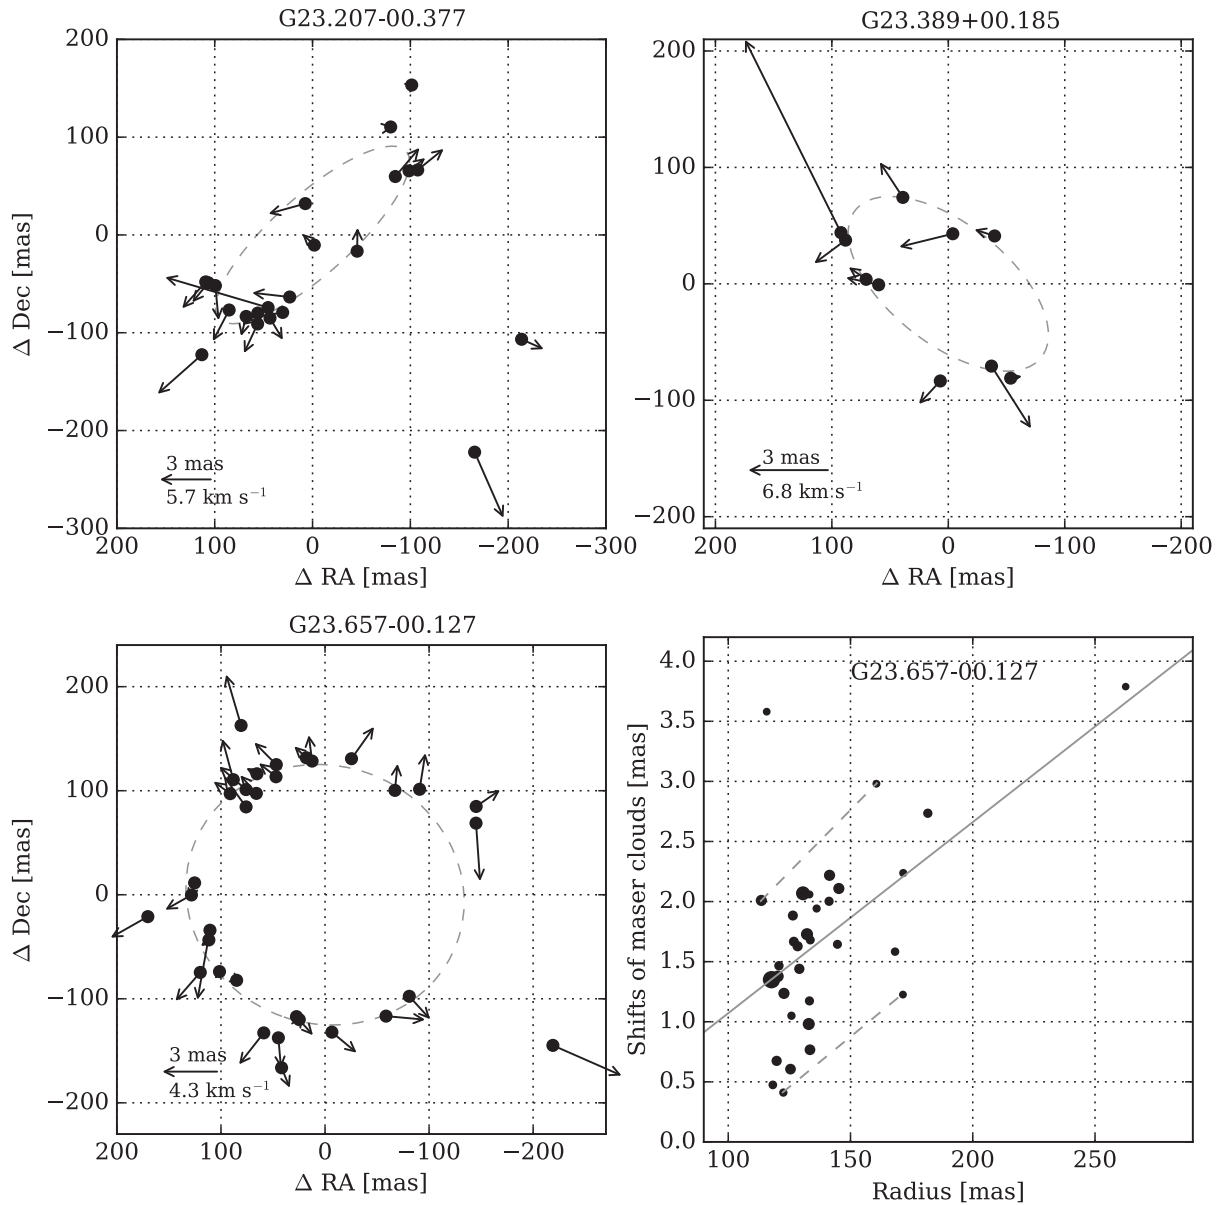 G23.207-00.377
200
100
0
−100
−200
−300
Δ Dec [mas]
3 mas
5.7 km s⁻¹
200 100 0 −100 −200 −300
Δ RA [mas]
G23.389+00.185
200
100
0
−100
−200
3 mas
6.8 km s⁻¹
200 100 0 −100 −200
Δ RA [mas]
G23.657-00.127
200
100
0
−100
−200
Δ Dec [mas]
3 mas
4.3 km s⁻¹
200 100 0 −100 −200
Δ RA [mas]
G23.657-00.127
4.0
3.5
3.0
2.5
2.0
1.5
1.0
0.5
0.0
Shifts of maser clouds [mas]
100 150 200 250
Radius [mas]